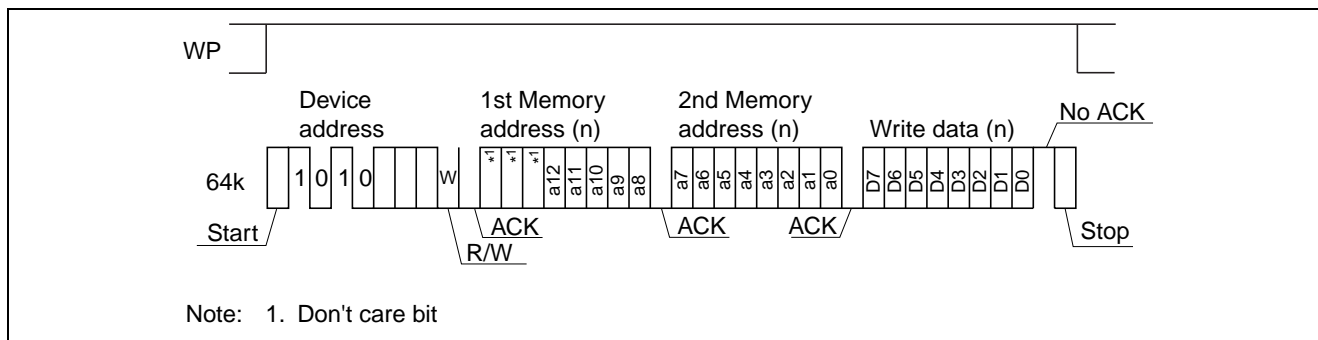 WP
Device address
1st Memory address (n)
2nd Memory address (n)
Write data (n)
No ACK
64k
1 0 1 0
W
*1 *1 *1 a12 a11 a10 a9 a8
a7 a6 a5 a4 a3 a2 a1 a0
D7 D6 D5 D4 D3 D2 D1 D0
Start
R/W
ACK
ACK
ACK
Stop
Note: 1. Don't care bit